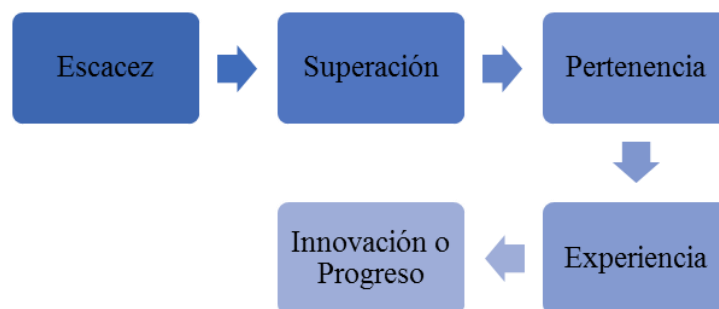 Escacez
Superación
Pertenencia
Innovación o
Progreso
Experiencia